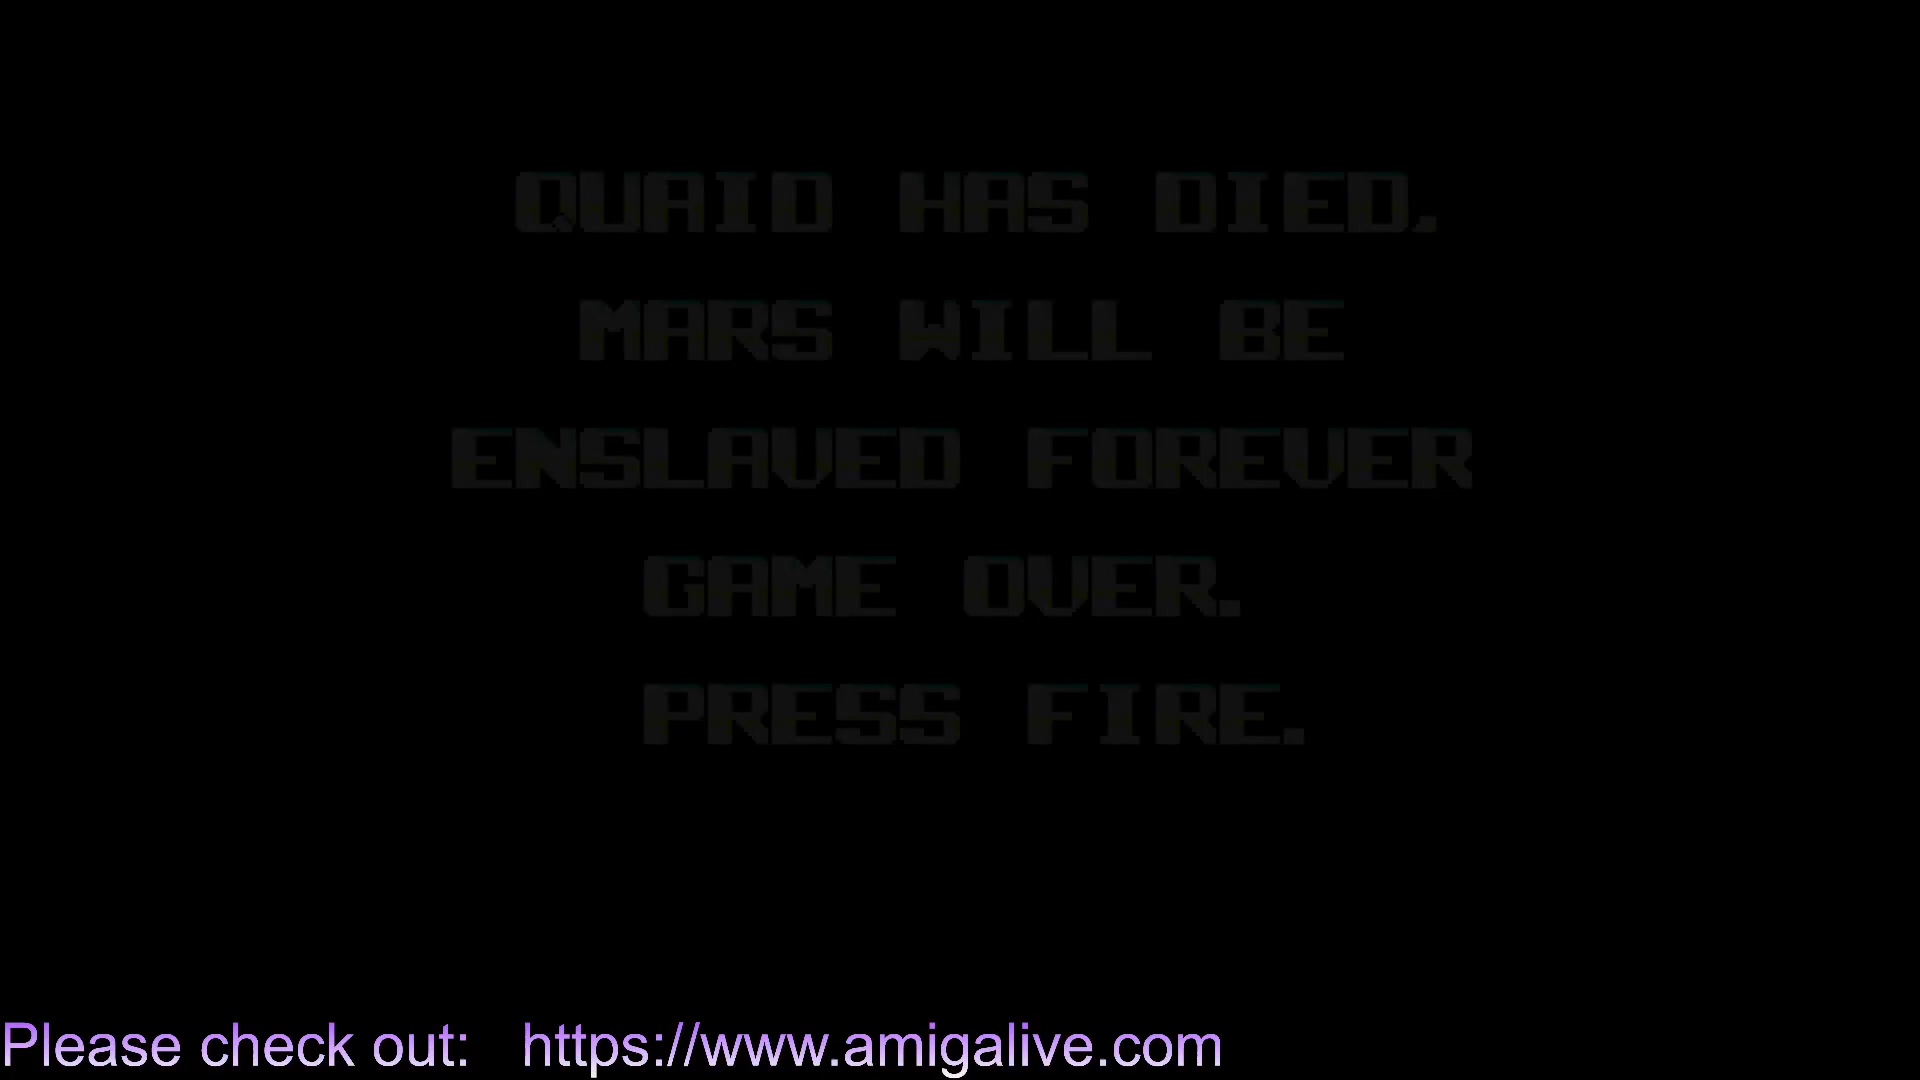 QUAID HAS DIED.
MARS WILL BE
ENSLAVED FOREVER
GAME OVER.
PRESS FIRE.
Please check out: https://www.amigalive.com